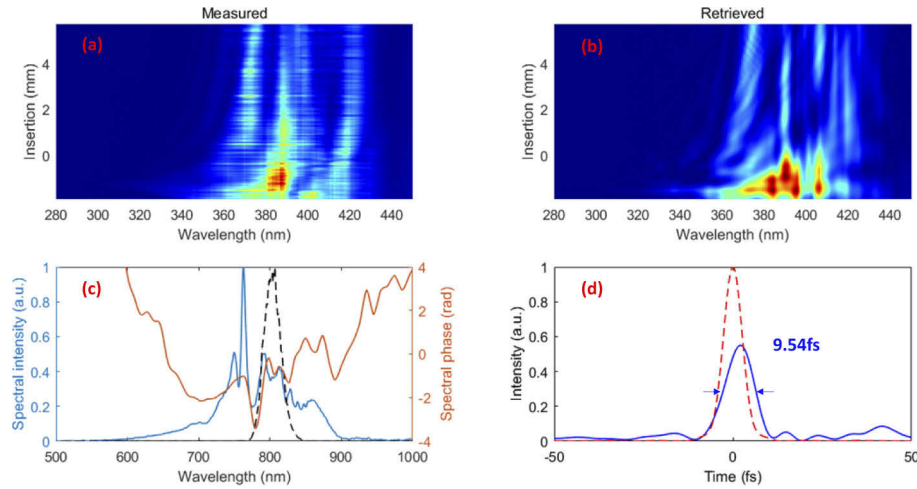 Measured
(a)
Insertion (mm)
4
2
0
280 300 320 340 360 380 400 420 440
Wavelength (nm)
Retrieved
(b)
Insertion (mm)
4
2
0
280 300 320 340 360 380 400 420 440
Wavelength (nm)
(c)
Spectral intensity (a.u.)
1
0.8
0.6
0.4
0.2
0
4
2
0
-2
-4
Spectral phase (rad)
500 600 700 800 900 1000
Wavelength (nm)
(d)
9.54fs
Intensity (a.u.)
1
0.8
0.6
0.4
0.2
0
-50 0 50
Time (fs)